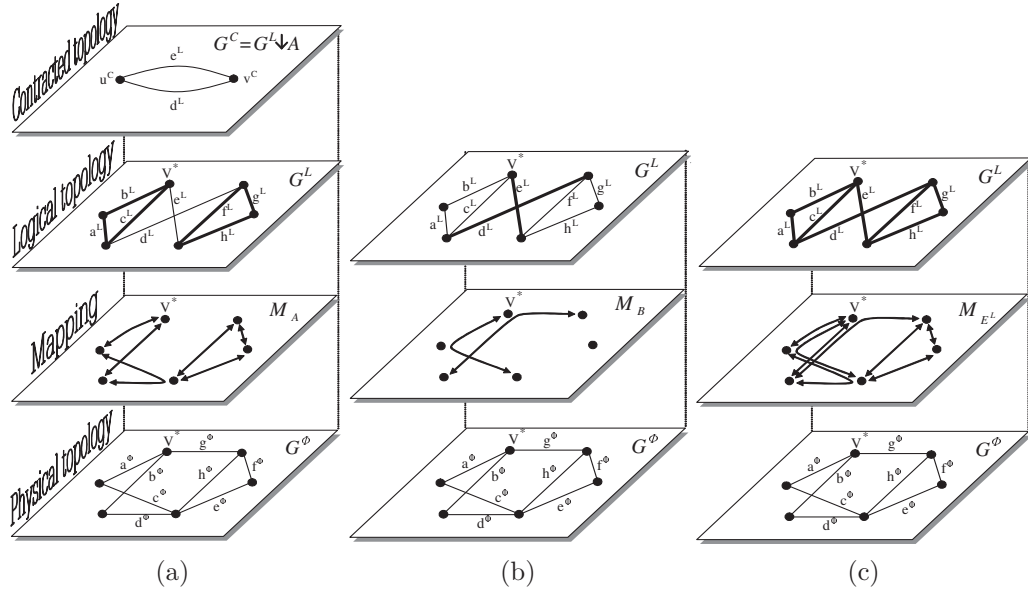 Contracted topology
G^C = G^L ↓ A
e^L
u^C
v^C
d^L
Logical topology
V^*
G^L
b^L
c^L
e^L
f^L
g^L
a^L
d^L
h^L
Mapping
V^*
M_A
Physical topology
V^*
g^Φ
G^Ø
a^Φ
b^Φ
h^Φ
f^Φ
c^Φ
d^Φ
e^Φ
(a)
V^*
G^L
b^L
e^L
g^L
c^L
f^L
a^L
d^L
h^L
V^*
M_B
V^*
g^Φ
G^Ø
a^Φ
b^Φ
h^Φ
f^Φ
c^Φ
d^Φ
e^Φ
(b)
V^*
G^L
b^L
e^L
g^L
c^L
f^L
a^L
d^L
h^L
V^*
M_{E^L}
V^*
g^Φ
G^Ø
a^Φ
b^Φ
h^Φ
f^Φ
c^Φ
d^Φ
e^Φ
(c)